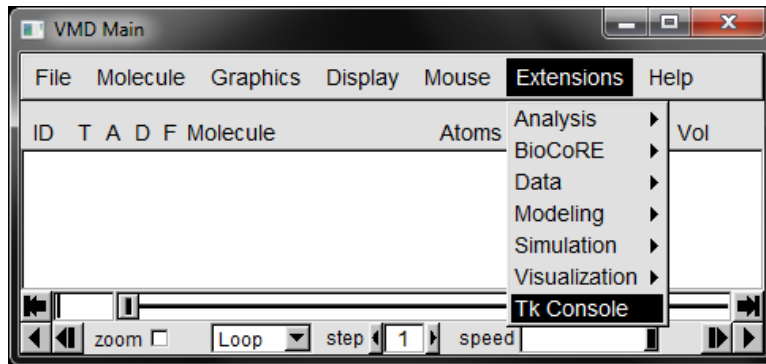 VMD Main
File Molecule Graphics Display Mouse Extensions Help
ID T A D F Molecule Atoms Vol
Analysis
BioCoRE
Data
Modeling
Simulation
Visualization
Tk Console
zoom Loop step 1 speed